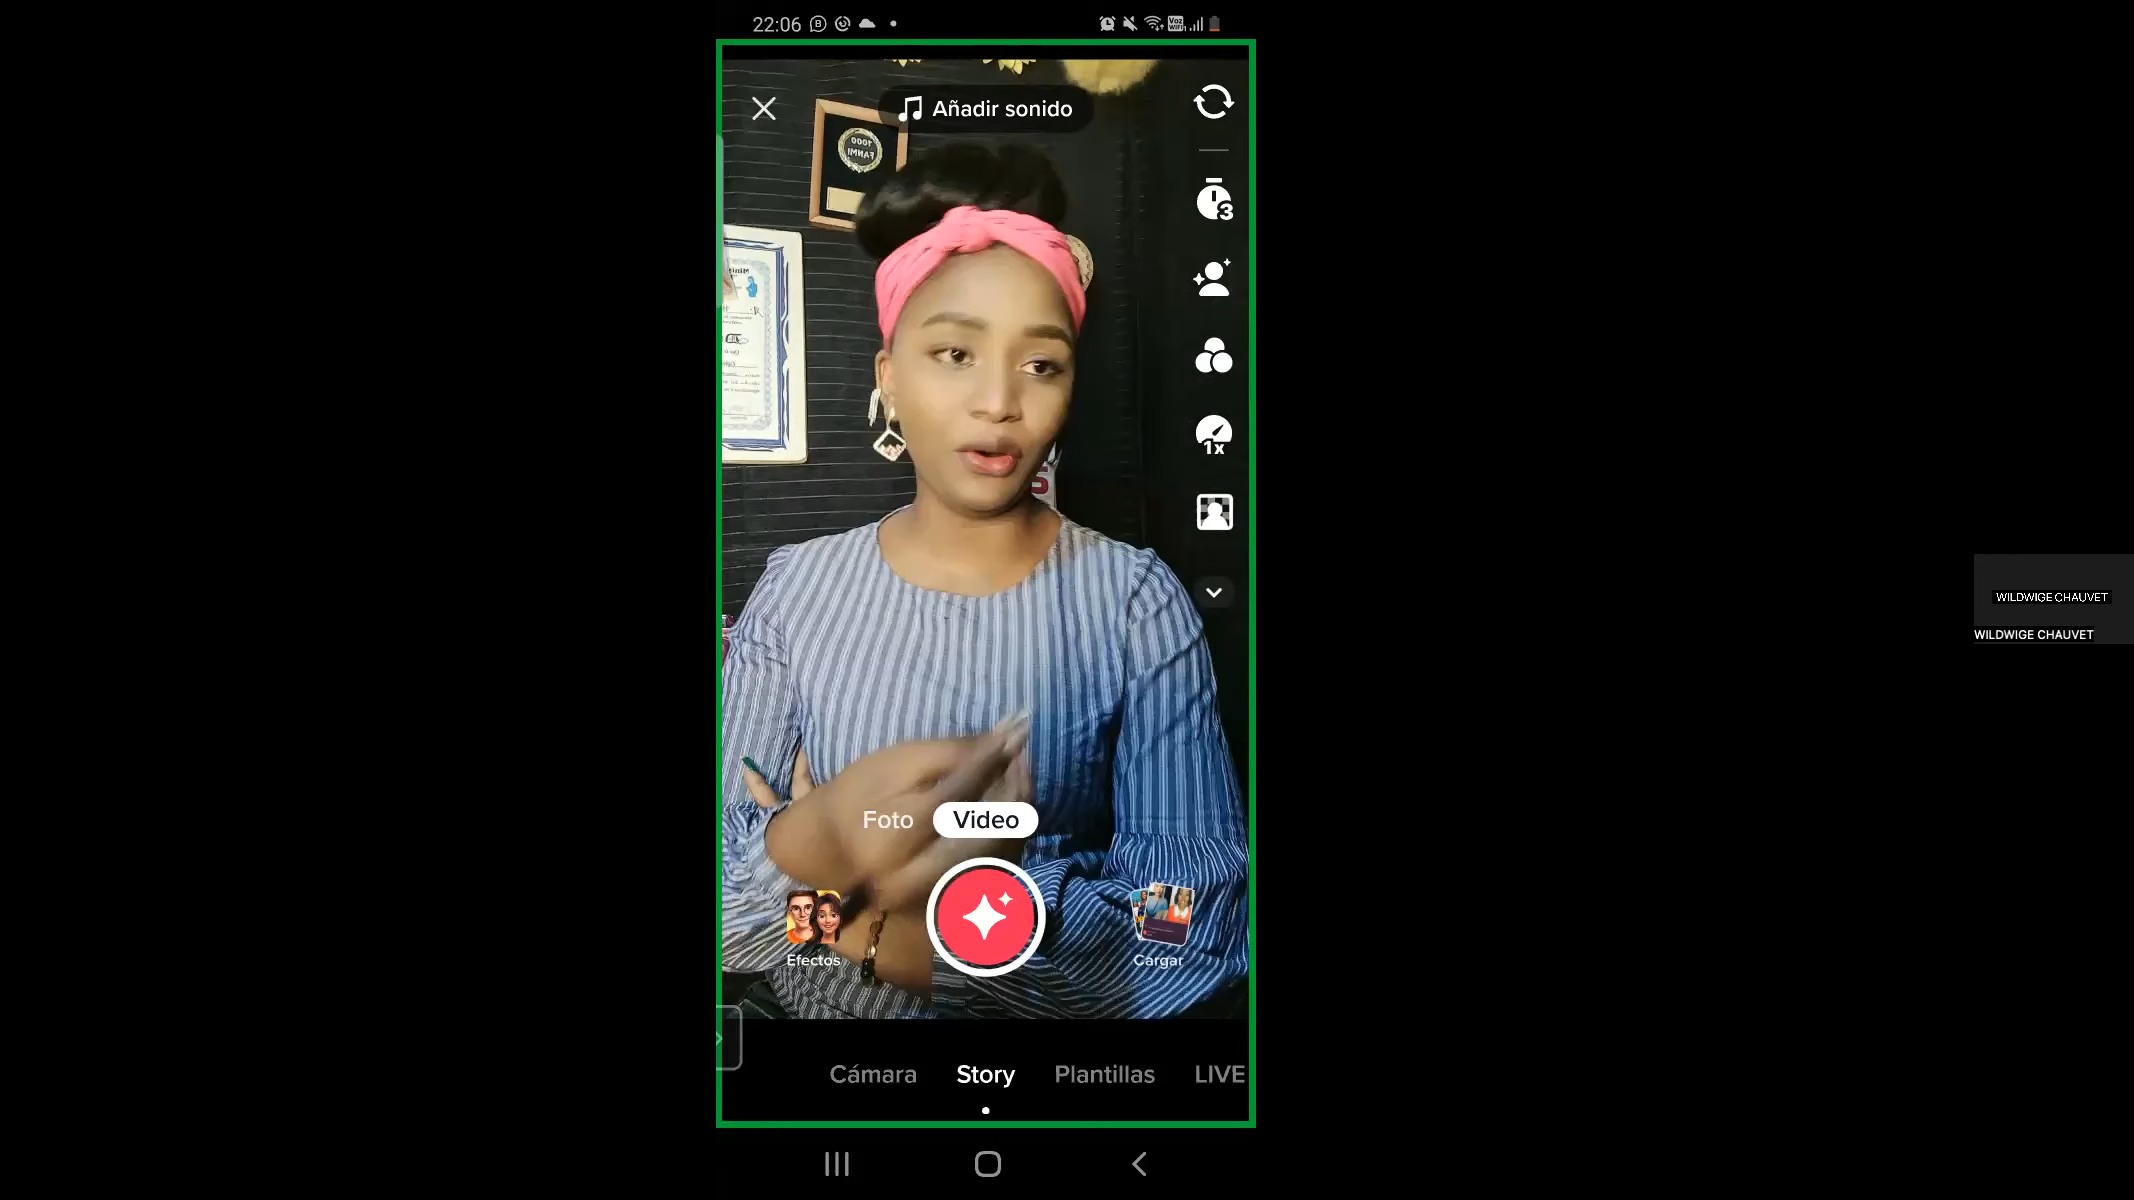 22:06
Añadir sonido
3
1x
Foto
Video
Efectos
Cargar
Cámara
Story
Plantillas
LIVE
WILDWIGE CHAUVET
WILDWIGE CHAUVET